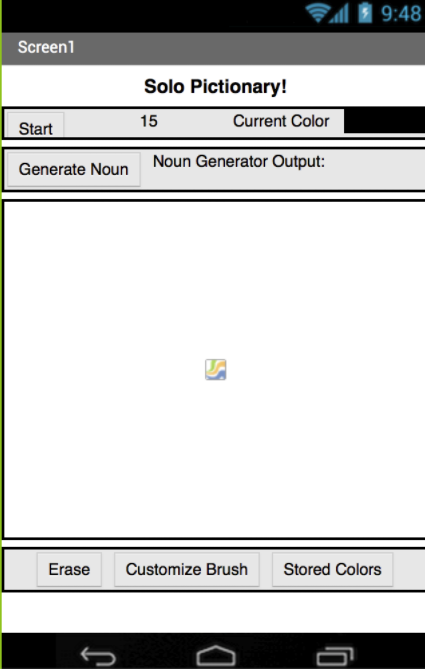 9:48
Screen1
Solo Pictionary!
Start 15 Current Color
Generate Noun Noun Generator Output:
Erase Customize Brush Stored Colors